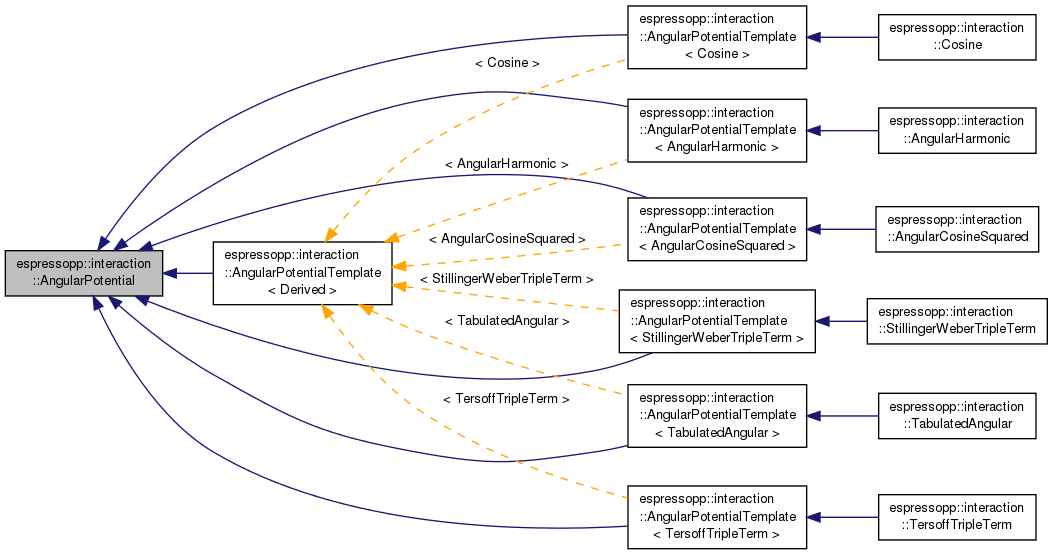 espressopp::interaction
::AngularPotential
espressopp::interaction
::AngularPotentialTemplate
< Derived >
< Cosine >
< AngularHarmonic >
< AngularCosineSquared >
< StillingerWeberTripleTerm >
< TabulatedAngular >
< TersoffTripleTerm >
espressopp::interaction
::AngularPotentialTemplate
< Cosine >
espressopp::interaction
::Cosine
espressopp::interaction
::AngularPotentialTemplate
< AngularHarmonic >
espressopp::interaction
::AngularHarmonic
espressopp::interaction
::AngularPotentialTemplate
< AngularCosineSquared >
espressopp::interaction
::AngularCosineSquared
espressopp::interaction
::AngularPotentialTemplate
< StillingerWeberTripleTerm >
espressopp::interaction
::StillingerWeberTripleTerm
espressopp::interaction
::AngularPotentialTemplate
< TabulatedAngular >
espressopp::interaction
::TabulatedAngular
espressopp::interaction
::AngularPotentialTemplate
< TersoffTripleTerm >
espressopp::interaction
::TersoffTripleTerm